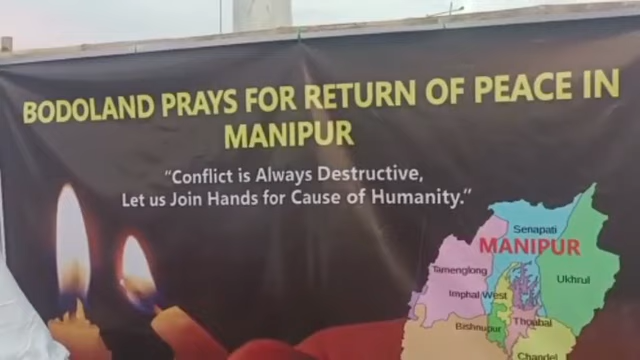 BODOLAND PRAYS FOR RETURN OF PEACE IN
MANIPUR
“Conflict is Always Destructive,
Let us Join Hands for Cause of Humanity.”
Senapati
MANIPUR
Tamenglong
Ukhrul
Imphal West
Bishnupur
Thoubal
Chandel